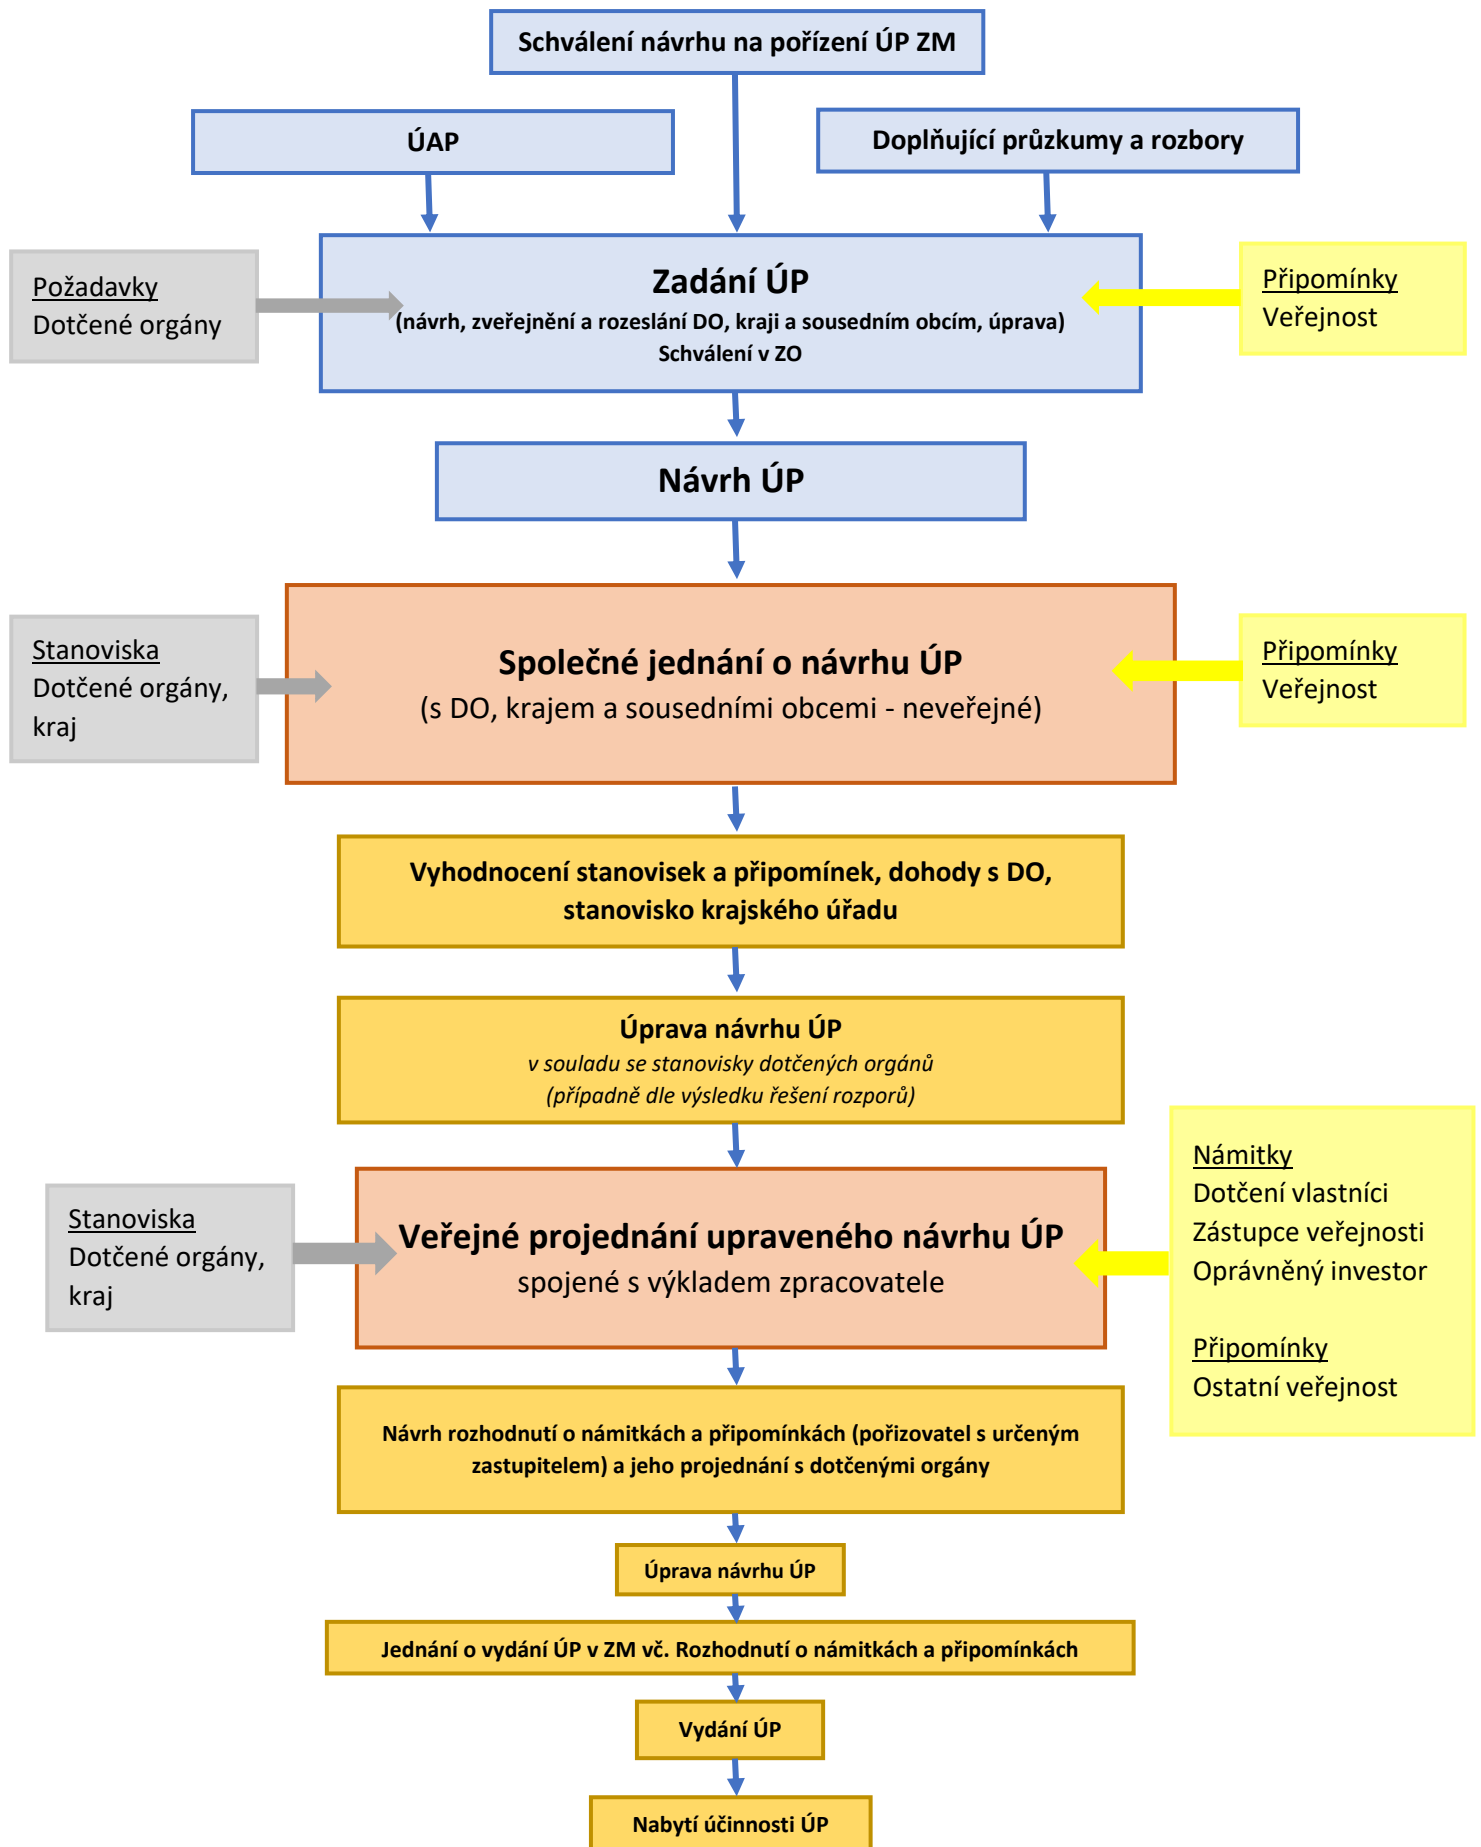 Schválení návrhu na pořízení ÚP ZM
ÚAP
Doplňující průzkumy a rozbory
Požadavky
Dotčené orgány
Zadání ÚP
(návrh, zveřejnění a rozeslání DO, kraji a sousedním obcím, úprava)
Schválení v ZO
Připomínky
Veřejnost
Návrh ÚP
Stanoviska
Dotčené orgány,
kraj
Společné jednání o návrhu ÚP
(s DO, krajem a sousedními obcemi - neveřejné)
Připomínky
Veřejnost
Vyhodnocení stanovisek a připomínek, dohody s DO,
stanovisko krajského úřadu
Úprava návrhu ÚP
v souladu se stanovisky dotčených orgánů
(případně dle výsledku řešení rozporů)
Stanoviska
Dotčené orgány,
kraj
Veřejné projednání upraveného návrhu ÚP
spojené s výkladem zpracovatele
Námitky
Dotčení vlastníci
Zástupce veřejnosti
Oprávněný investor
Připomínky
Ostatní veřejnost
Návrh rozhodnutí o námitkách a připomínkách (pořizovatel s určeným
zastupitelem) a jeho projednání s dotčenými orgány
Úprava návrhu ÚP
Jednání o vydání ÚP v ZM vč. Rozhodnutí o námitkách a připomínkách
Vydání ÚP
Nabytí účinnosti ÚP